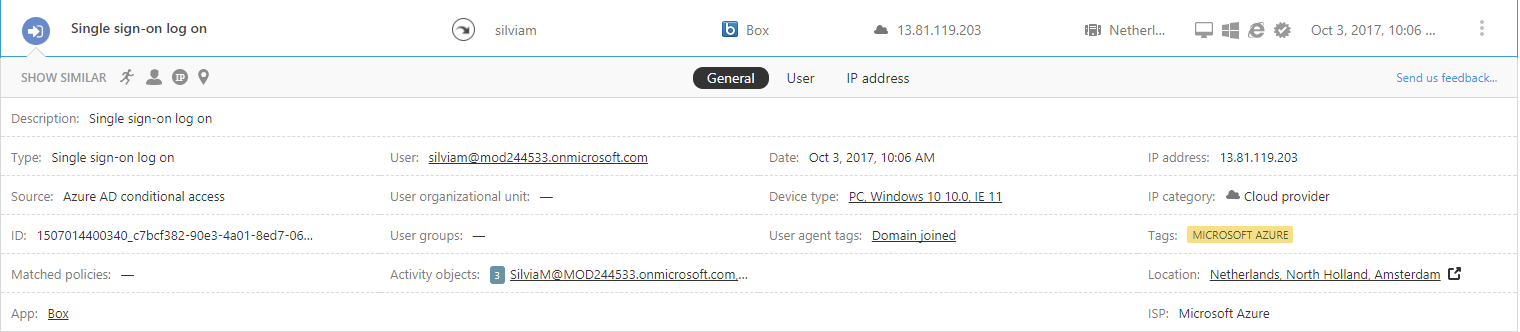 Single sign-on log on silviam Box 13.81.119.203 Netherl... Oct 3, 2017, 10:06 ...
SHOW SIMILAR IP General User IP address Send us feedback...
Description: Single sign-on log on
Type: Single sign-on log on User: silviam@mod244533.onmicrosoft.com Date: Oct 3, 2017, 10:06 AM IP address: 13.81.119.203
Source: Azure AD conditional access User organizational unit: — Device type: PC, Windows 10 10.0, IE 11 IP category: Cloud provider
ID: 1507014400340_c7bcf382-90e3-4a01-8ed7-06... User groups: — User agent tags: Domain joined Tags: MICROSOFT AZURE
Matched policies: — Activity objects: 3 SilviaM@MOD244533.onmicrosoft.com,... Location: Netherlands, North Holland, Amsterdam
App: Box ISP: Microsoft Azure